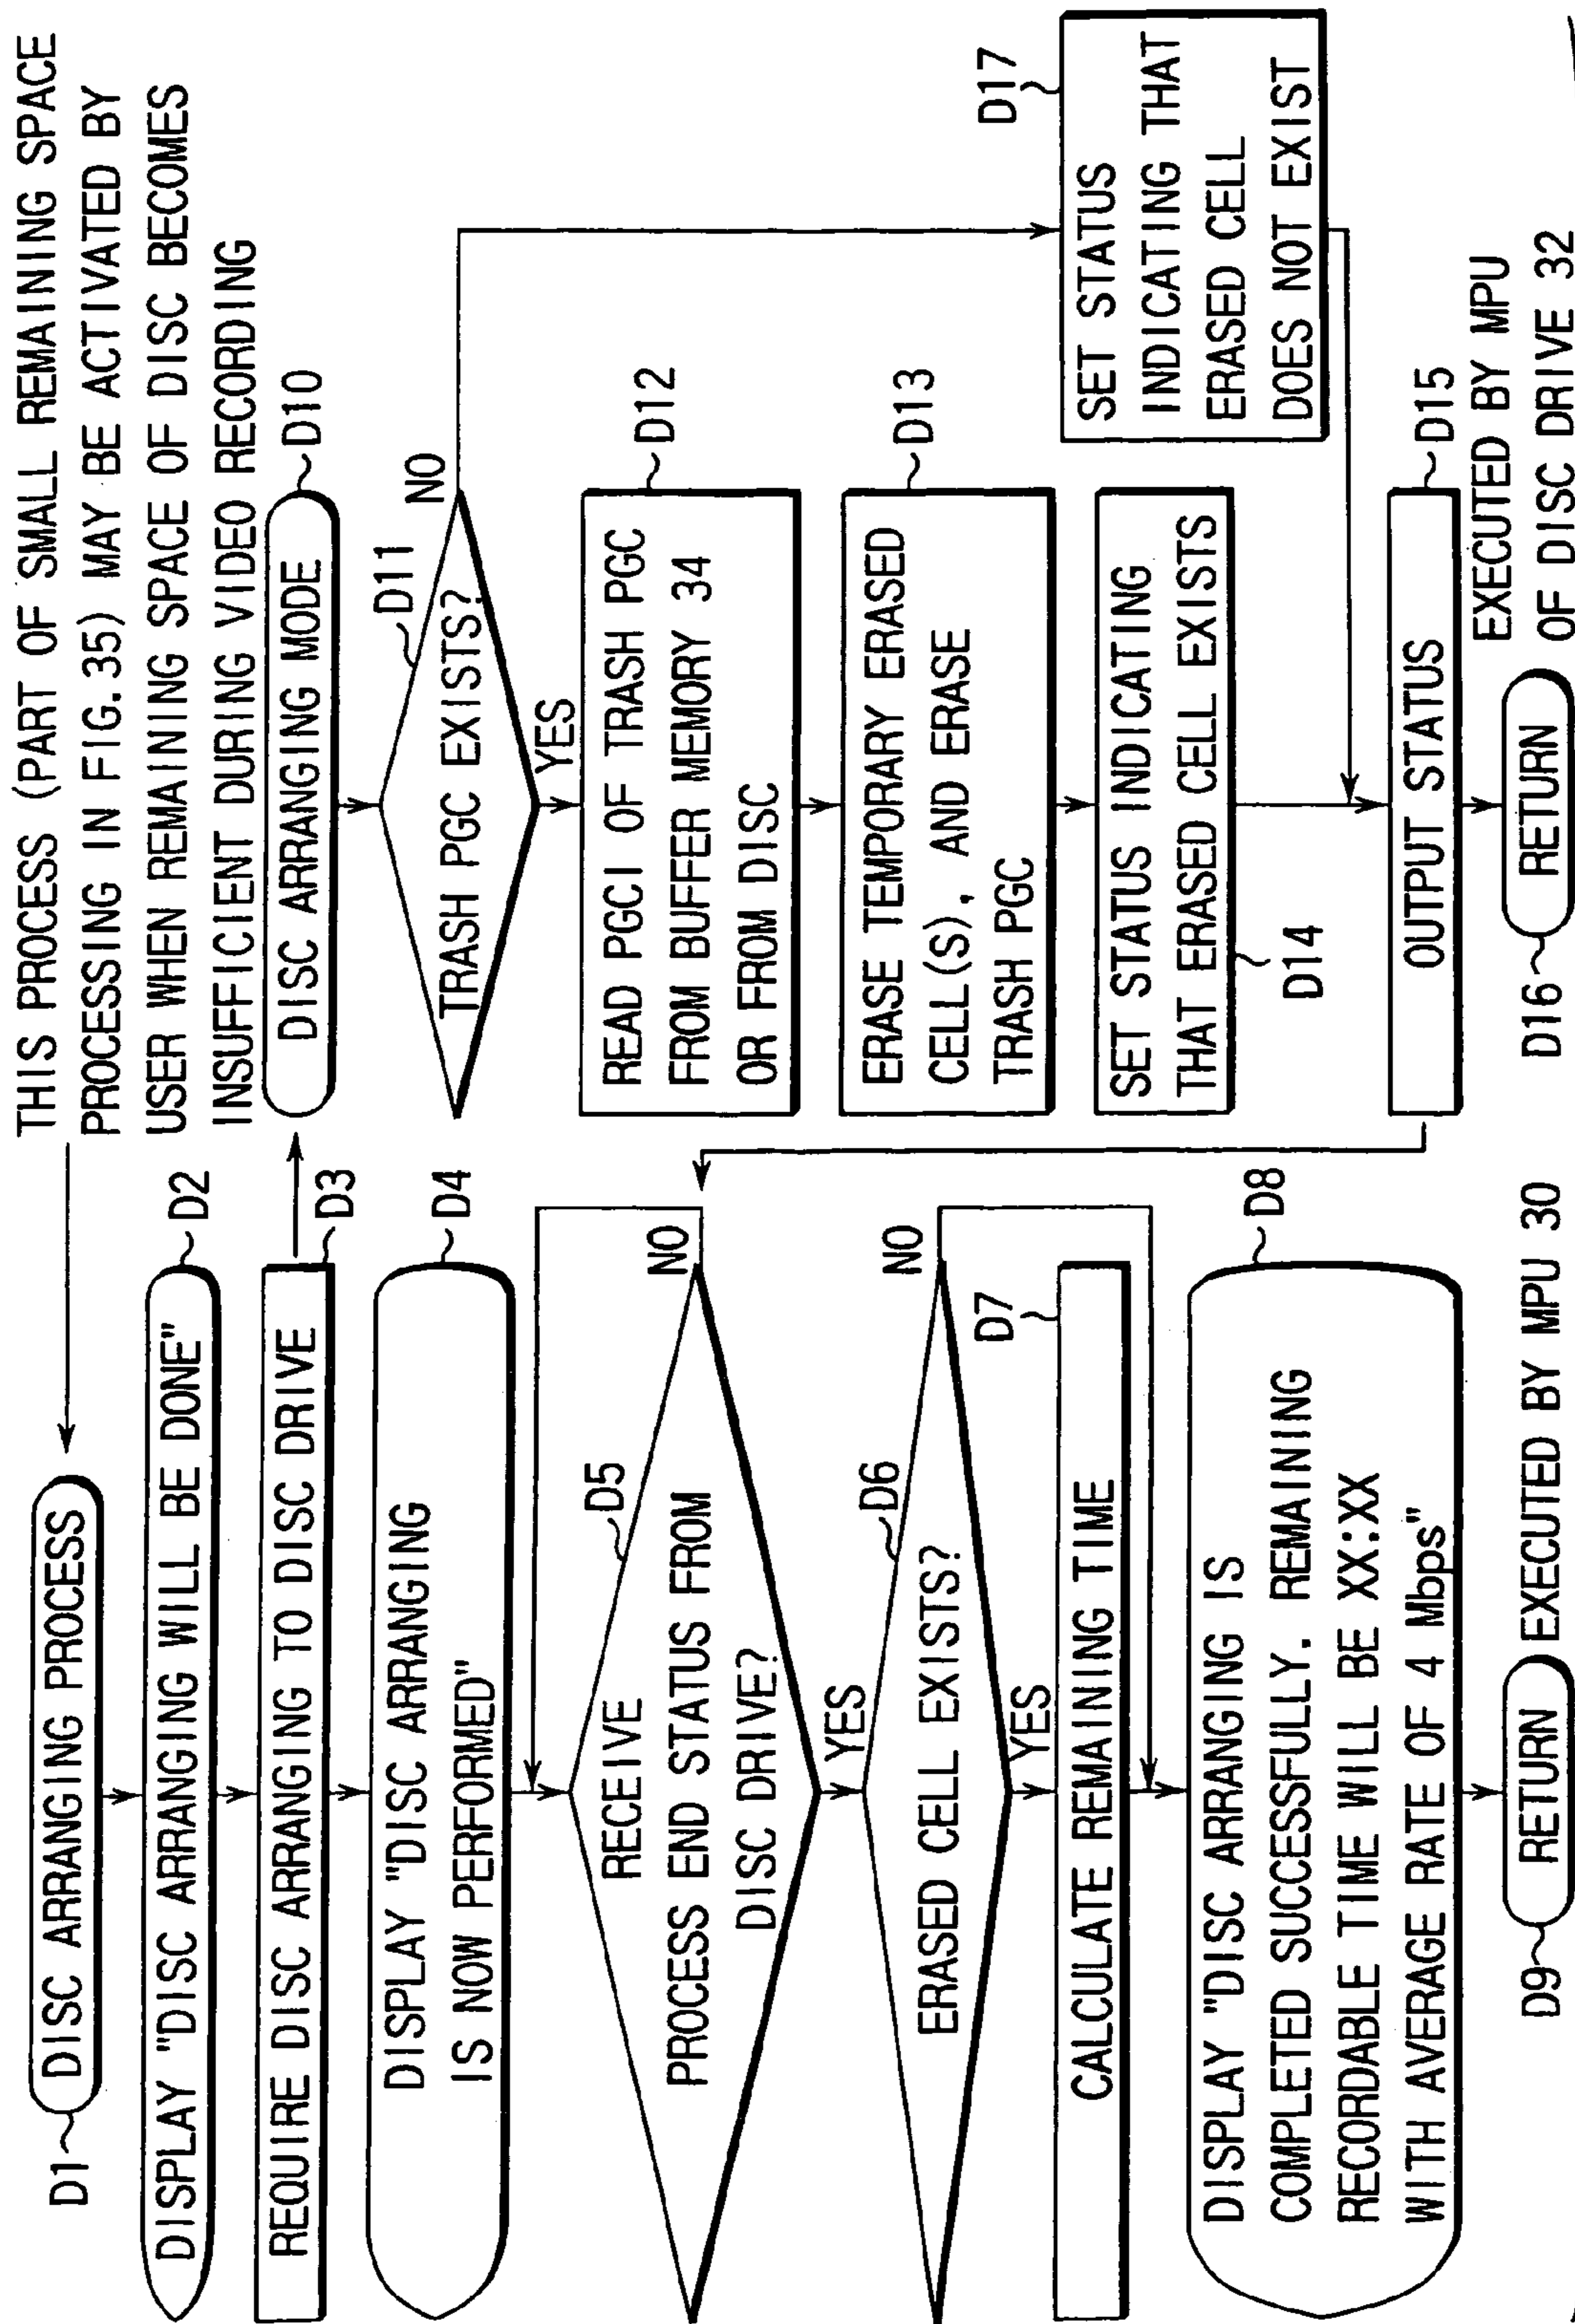 THIS PROCESS (PART OF SMALL REMAINING SPACE
PROCESSING IN FIG.35) MAY BE ACTIVATED BY
USER WHEN REMAINING SPACE OF DISC BECOMES
INSUFFICIENT DURING VIDEO RECORDING
D1
DISC ARRANGING PROCESS
DISPLAY "DISC ARRANGING WILL BE DONE"
D2
REQUIRE DISC ARRANGING TO DISC DRIVE
D3
DISPLAY "DISC ARRANGING
IS NOW PERFORMED"
D4
D5
RECEIVE
PROCESS END STATUS FROM
DISC DRIVE?
NO
YES
D6
ERASED CELL EXISTS?
NO
YES
D7
CALCULATE REMAINING TIME
D8
DISPLAY "DISC ARRANGING IS
COMPLETED SUCCESSFULLY. REMAINING
RECORDABLE TIME WILL BE XX:XX
WITH AVERAGE RATE OF 4 Mbps"
D9
RETURN
EXECUTED BY MPU 30
DISC ARRANGING MODE
D10
D11
TRASH PGC EXISTS?
NO
YES
READ PGCI OF TRASH PGC
FROM BUFFER MEMORY 34
OR FROM DISC
D12
ERASE TEMPORARY ERASED
CELL(S), AND ERASE
TRASH PGC
D13
SET STATUS INDICATING
THAT ERASED CELL EXISTS
D14
D17
SET STATUS
INDICATING THAT
ERASED CELL
DOES NOT EXIST
OUTPUT STATUS
D15
D16
RETURN
EXECUTED BY MPU
OF DISC DRIVE 32